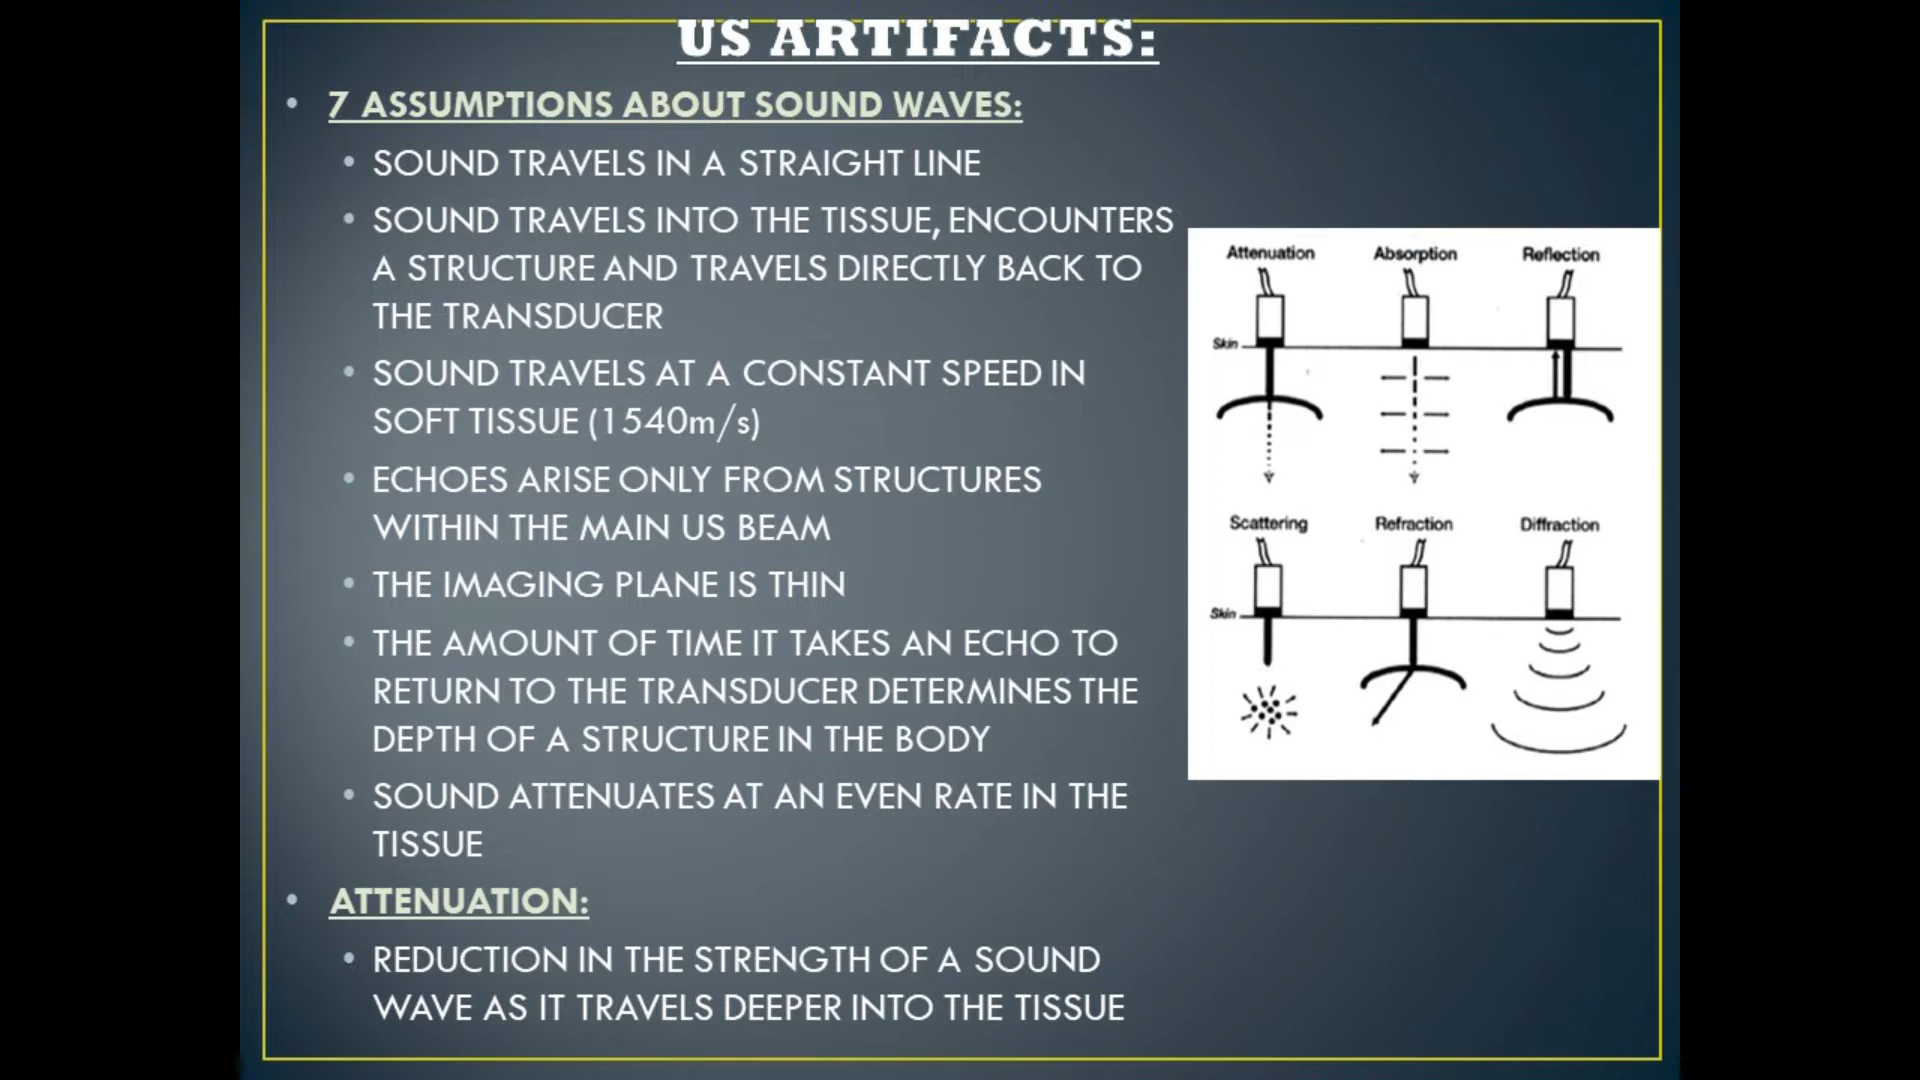 US ARTIFACTS:
• 7 ASSUMPTIONS ABOUT SOUND WAVES:
• SOUND TRAVELS IN A STRAIGHT LINE
• SOUND TRAVELS INTO THE TISSUE, ENCOUNTERS
A STRUCTURE AND TRAVELS DIRECTLY BACK TO
THE TRANSDUCER
• SOUND TRAVELS AT A CONSTANT SPEED IN
SOFT TISSUE (1540m/s)
• ECHOES ARISE ONLY FROM STRUCTURES
WITHIN THE MAIN US BEAM
• THE IMAGING PLANE IS THIN
• THE AMOUNT OF TIME IT TAKES AN ECHO TO
RETURN TO THE TRANSDUCER DETERMINES THE
DEPTH OF A STRUCTURE IN THE BODY
• SOUND ATTENUATES AT AN EVEN RATE IN THE
TISSUE
• ATTENUATION:
• REDUCTION IN THE STRENGTH OF A SOUND
WAVE AS IT TRAVELS DEEPER INTO THE TISSUE
Attenuation Absorption Reflection
Skin
Scattering Refraction Diffraction
Skin